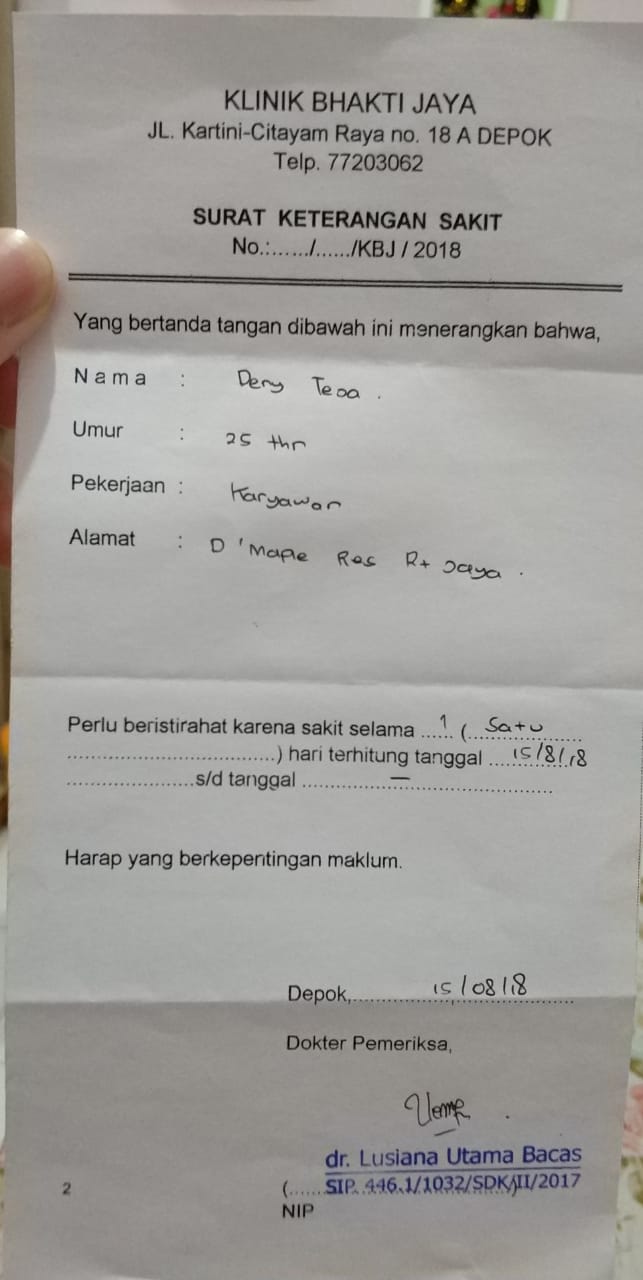 KLINIK BHAKTI JAYA
JL. Kartini-Citayam Raya no. 18 A DEPOK
Telp. 77203062
SURAT KETERANGAN SAKIT
No.:....../....../KBJ / 2018
Yang bertanda tangan dibawah ini menerangkan bahwa,
Nama : Deny
Umur : 25 thn
Pekerjaan : Karyawan
Alamat : D'Maple Res Rt Jaya.
Perlu beristirahat karena sakit selama ...1... (...Satu
...................................) hari terhitung tanggal ....15/8/18
.....................s/d tanggal ......–......
Harap yang berkepentingan maklum.
Depok,............15/08/18
Dokter Pemeriksa,
dr. Lusiana Utama Bacas
2 (......SIP. 446.1/1032/SDK/II/2017
NIP